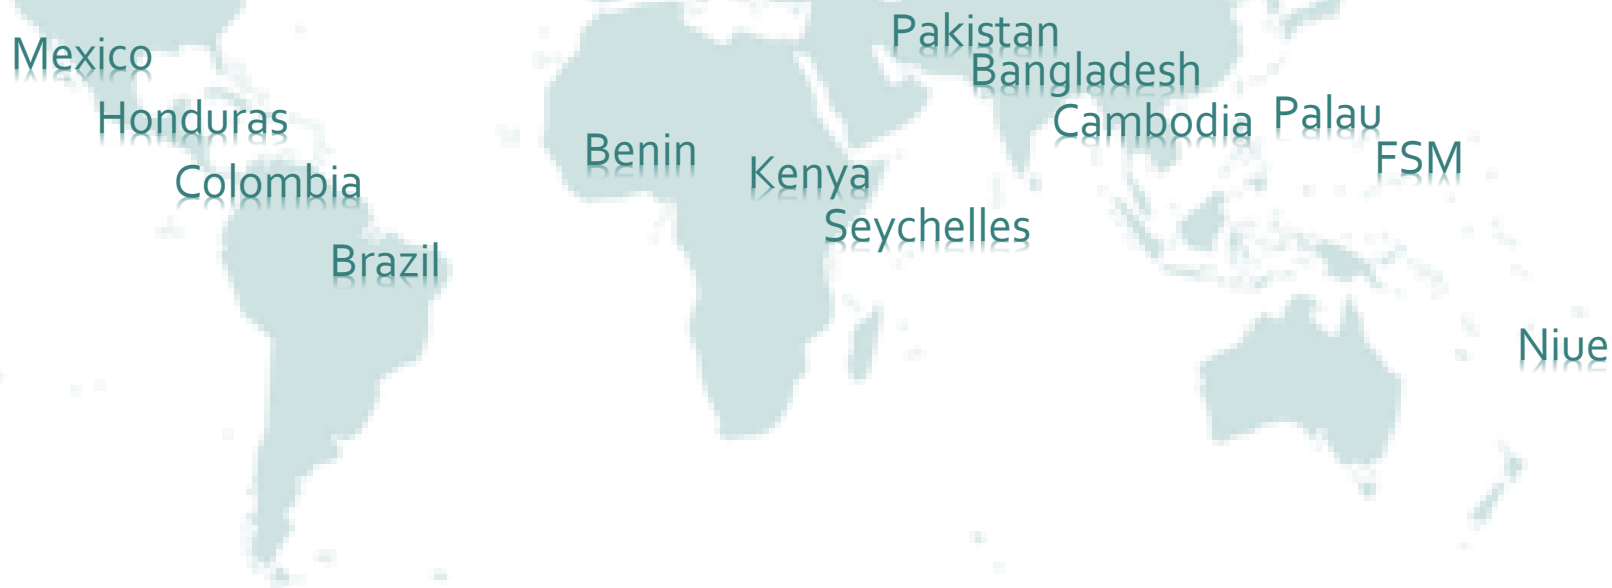 Mexico
Honduras
Colombia
Brazil
Benin
Kenya
Seychelles
Pakistan
Bangladesh
Cambodia
Palau
FSM
Niue